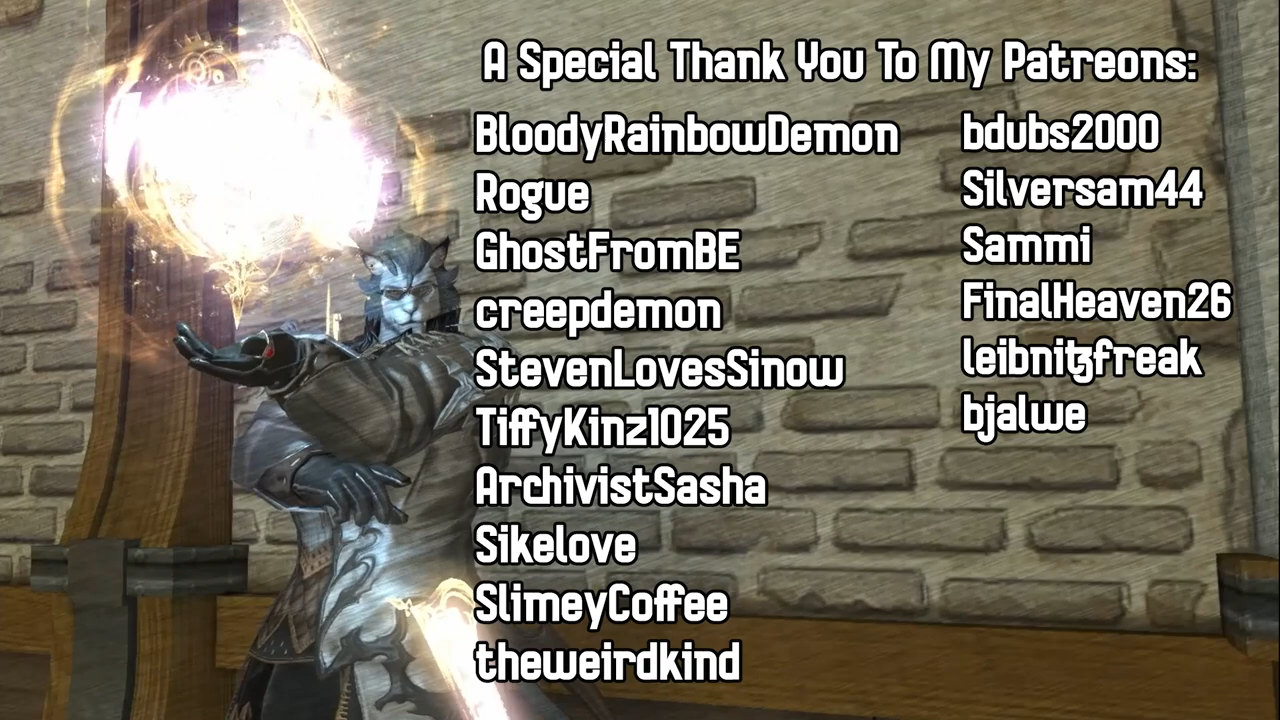 A Special Thank You To My Patreons:
BloodyRainbowDemon
Rogue
GhostFromBE
creepdemon
StevenLovesSinow
TiffyKinz1025
ArchivistSasha
Sikelove
SlimeyCoffee
theweirdkind
bdubs2000
Silversam44
Sammi
FinalHeaven26
leibnitzfreak
bjalwe